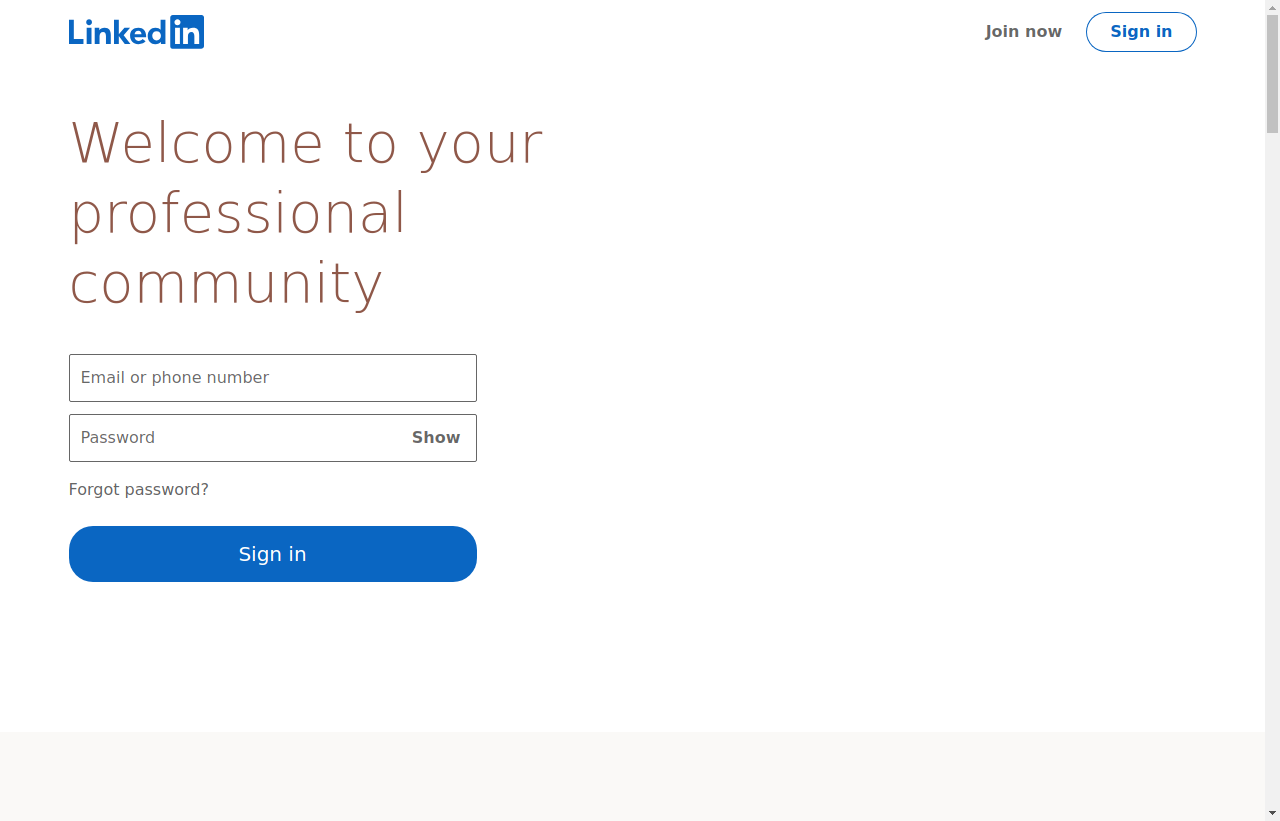 LinkedIn
Join now
Sign in
Welcome to your
professional
community
Email or phone number
Password
Show
Forgot password?
Sign in